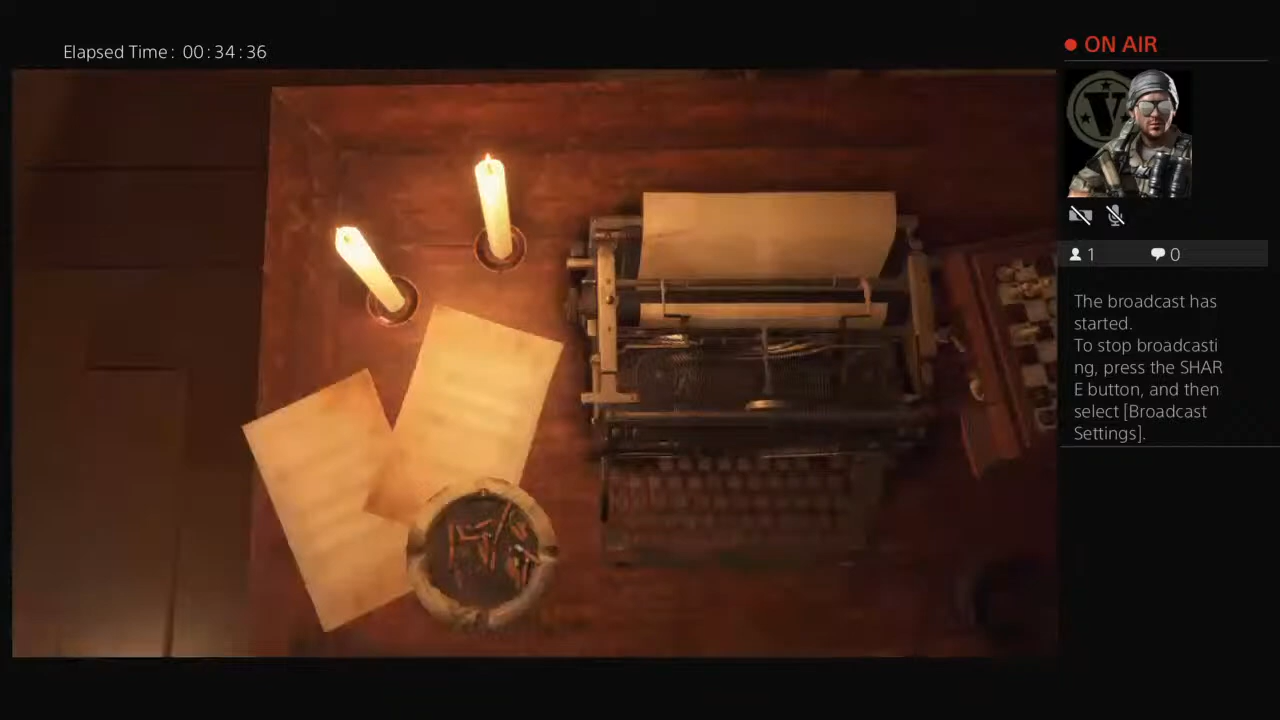 Elapsed Time: 00:34:36
ON AIR
V
1
0
The broadcast has
started.
To stop broadcasti
ng, press the SHAR
E button, and then
select [Broadcast
Settings].